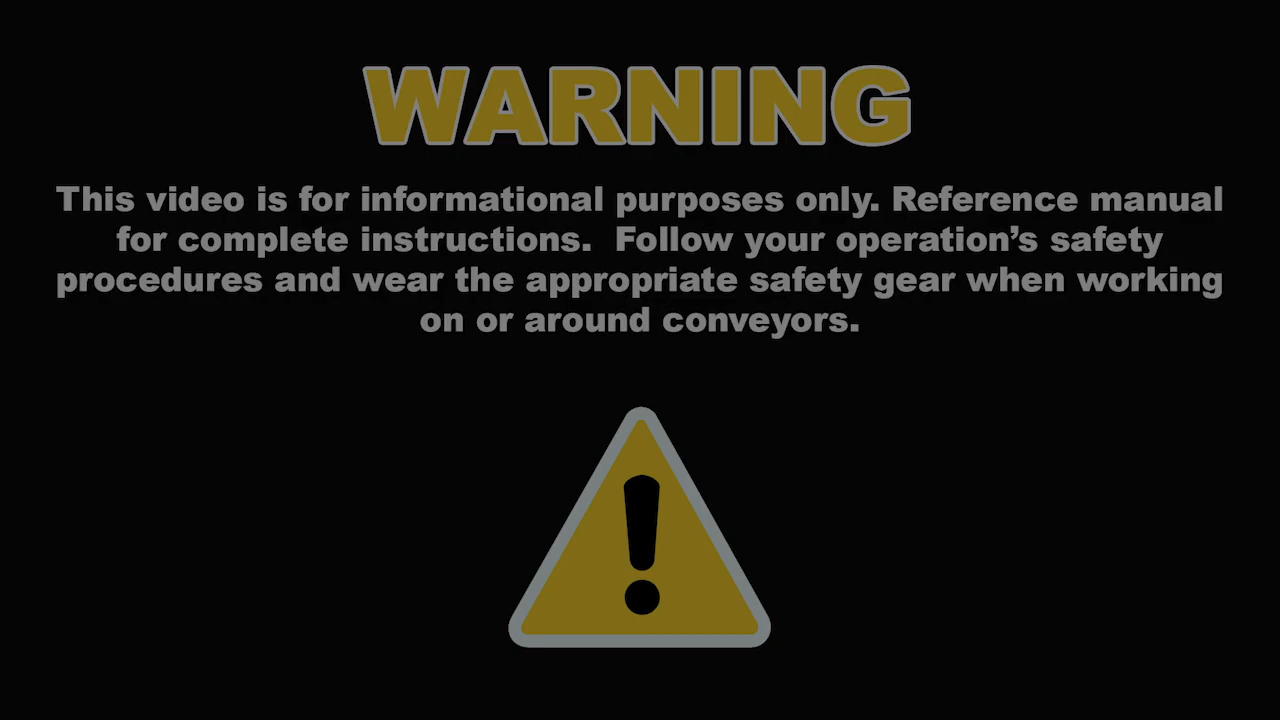 WARNING
This video is for informational purposes only. Reference manual
for complete instructions.  Follow your operation’s safety
procedures and wear the appropriate safety gear when working
on or around conveyors.